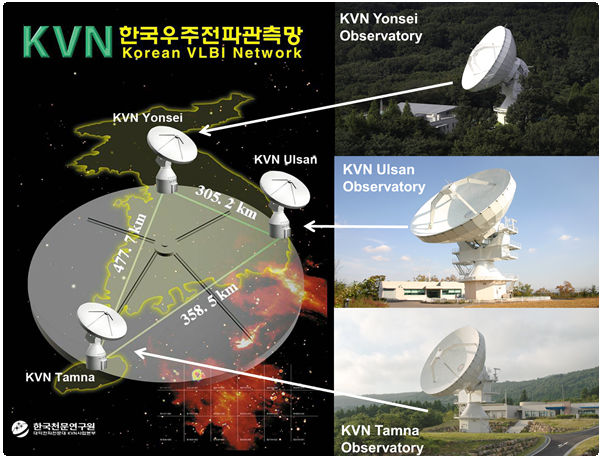 KVN 한국우주전파관측망
Korean VLBI Network
KVN Yonsei
KVN Ulsan
305. 2 km
477. 7 km
358. 5 km
KVN Tamna
한국천문연구원
KVN Yonsei
Observatory
KVN Ulsan
Observatory
KVN Tamna
Observatory